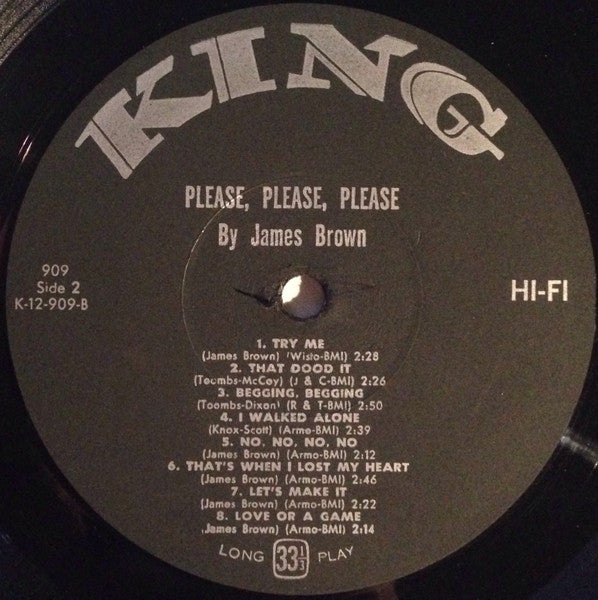 KING
PLEASE, PLEASE, PLEASE
By James Brown
909
Side 2
K-12-909-B
HI-FI
1. TRY ME
(James Brown) (Wisto-BMI) 2:28
2. THAT DOOD IT
(Toombs-McCoy) (J & C-BMI) 2:26
3. BEGGING, BEGGING
(Toombs-Dixon) (R & T-BMI) 2:50
4. I WALKED ALONE
(Knox-Scott) (Armo-BMI) 2:39
5. NO, NO, NO, NO
(James Brown) (Armo-BMI) 2:12
6. THAT'S WHEN I LOST MY HEART
(James Brown) (Armo-BMI) 2:46
7. LET'S MAKE IT
(James Brown) (Armo-BMI) 2:22
8. LOVE OR A GAME
(James Brown) (Armo-BMI) 2:14
LONG 33 1/3 PLAY